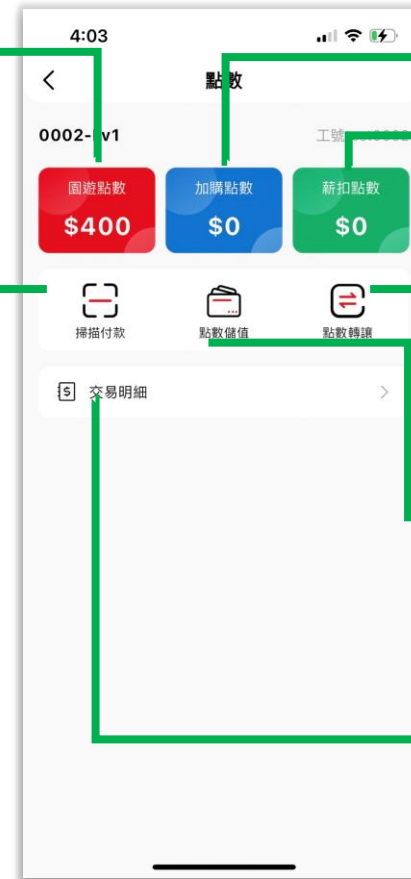 4:03
點數
0002-lv1
工號
園遊點數
加購點數
薪扣點數
$400
$0
$0
掃描付款
點數儲值
點數轉讓
交易明細